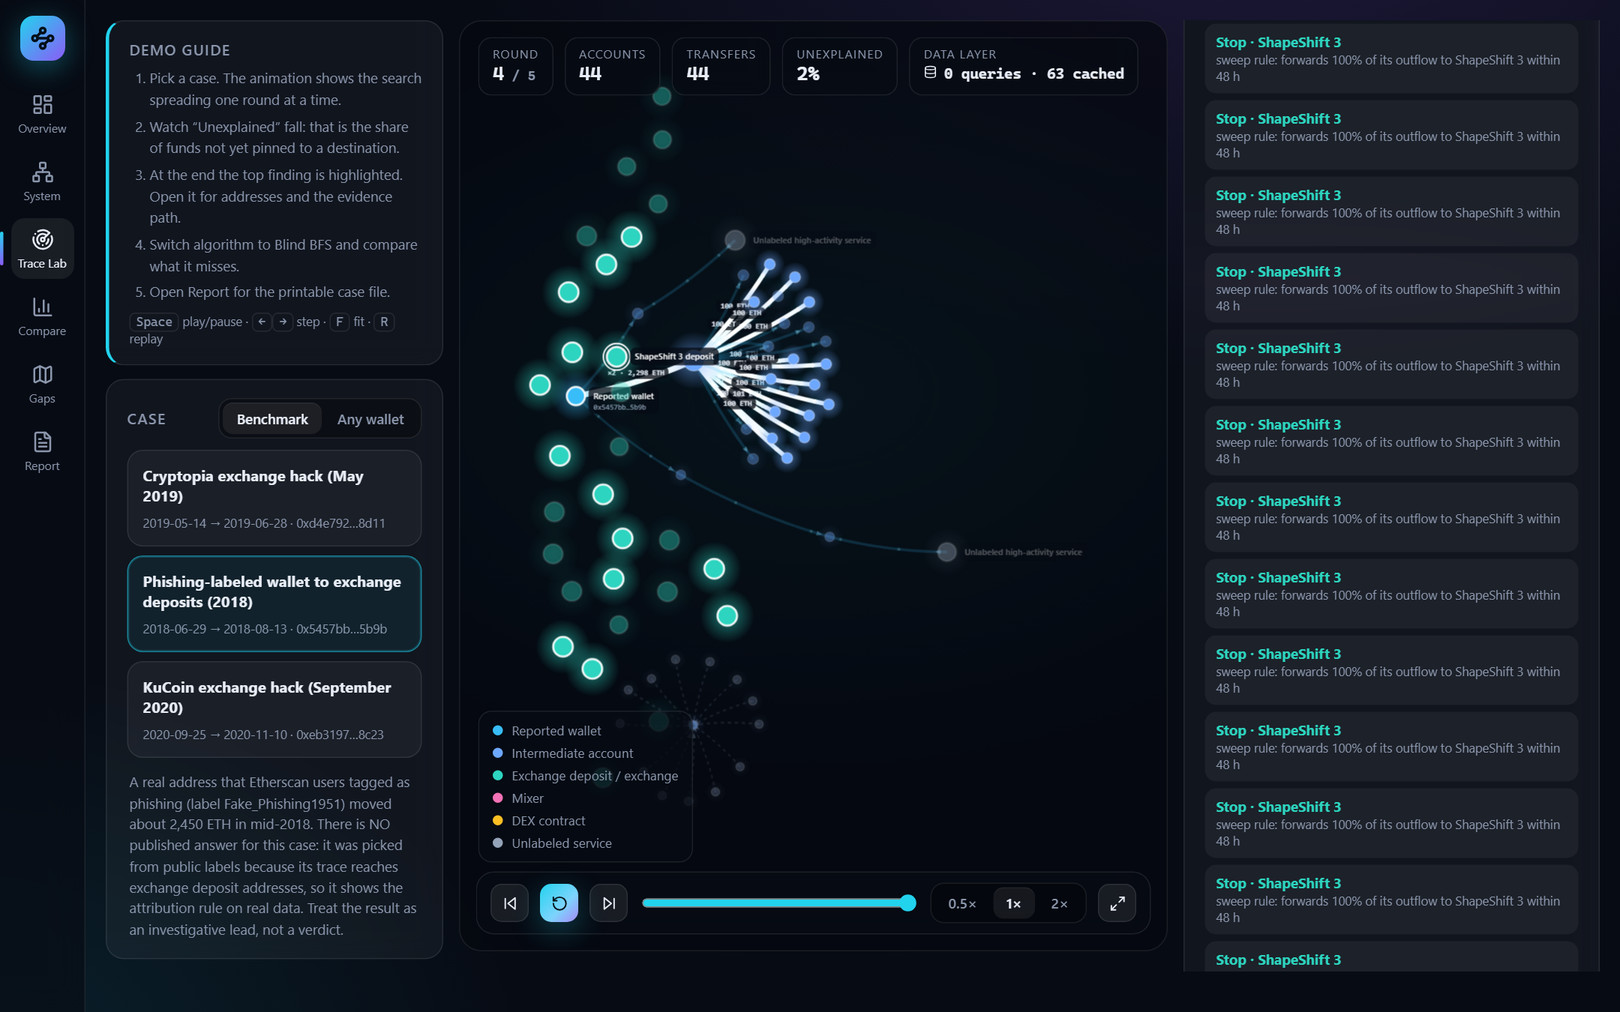 Overview
System
Trace Lab
Compare
Gaps
Report
DEMO GUIDE
1. Pick a case. The animation shows the search
spreading one round at a time.
2. Watch "Unexplained" fall: that is the share
of funds not yet pinned to a destination.
3. At the end the top finding is highlighted.
Open it for addresses and the evidence
path.
4. Switch algorithm to Blind BFS and compare
what it misses.
5. Open Report for the printable case file.
Space play/pause · ← → step · F fit · R
replay
CASE
Benchmark
Any wallet
Cryptopia exchange hack (May
2019)
2019-05-14 → 2019-06-28 · 0xd4e792…8d11
Phishing-labeled wallet to exchange
deposits (2018)
2018-06-29 → 2018-08-13 · 0x5457bb…5b9b
KuCoin exchange hack (September
2020)
2020-09-25 → 2020-11-10 · 0xeb3197…8c23
A real address that Etherscan users tagged as
phishing (label Fake_Phishing1951) moved
about 2,450 ETH in mid-2018. There is NO
published answer for this case: it was picked
from public labels because its trace reaches
exchange deposit addresses, so it shows the
attribution rule on real data. Treat the result as
an investigative lead, not a verdict.
ROUND
4 / 5
ACCOUNTS
44
TRANSFERS
44
UNEXPLAINED
2%
DATA LAYER
0 queries · 63 cached
Unlabeled high-activity service
100 ETH
100 ETH
ShapeShift 3 deposit
×2 · 2,298 ETH
100 ETH
100 ETH
100 ETH
101 ETH
100 ETH
Reported wallet
0x5457bb…5b9b
Unlabeled high-activity service
Reported wallet
Intermediate account
Exchange deposit / exchange
Mixer
DEX contract
Unlabeled service
0.5×
1×
2×
Stop · ShapeShift 3
sweep rule: forwards 100% of its outflow to ShapeShift 3 within
48 h
Stop · ShapeShift 3
sweep rule: forwards 100% of its outflow to ShapeShift 3 within
48 h
Stop · ShapeShift 3
sweep rule: forwards 100% of its outflow to ShapeShift 3 within
48 h
Stop · ShapeShift 3
sweep rule: forwards 100% of its outflow to ShapeShift 3 within
48 h
Stop · ShapeShift 3
sweep rule: forwards 100% of its outflow to ShapeShift 3 within
48 h
Stop · ShapeShift 3
sweep rule: forwards 100% of its outflow to ShapeShift 3 within
48 h
Stop · ShapeShift 3
sweep rule: forwards 100% of its outflow to ShapeShift 3 within
48 h
Stop · ShapeShift 3
sweep rule: forwards 100% of its outflow to ShapeShift 3 within
48 h
Stop · ShapeShift 3
sweep rule: forwards 100% of its outflow to ShapeShift 3 within
48 h
Stop · ShapeShift 3
sweep rule: forwards 100% of its outflow to ShapeShift 3 within
48 h
Stop · ShapeShift 3
sweep rule: forwards 100% of its outflow to ShapeShift 3 within
48 h
Stop · ShapeShift 3
sweep rule: forwards 100% of its outflow to ShapeShift 3 within
48 h
Stop · ShapeShift 3